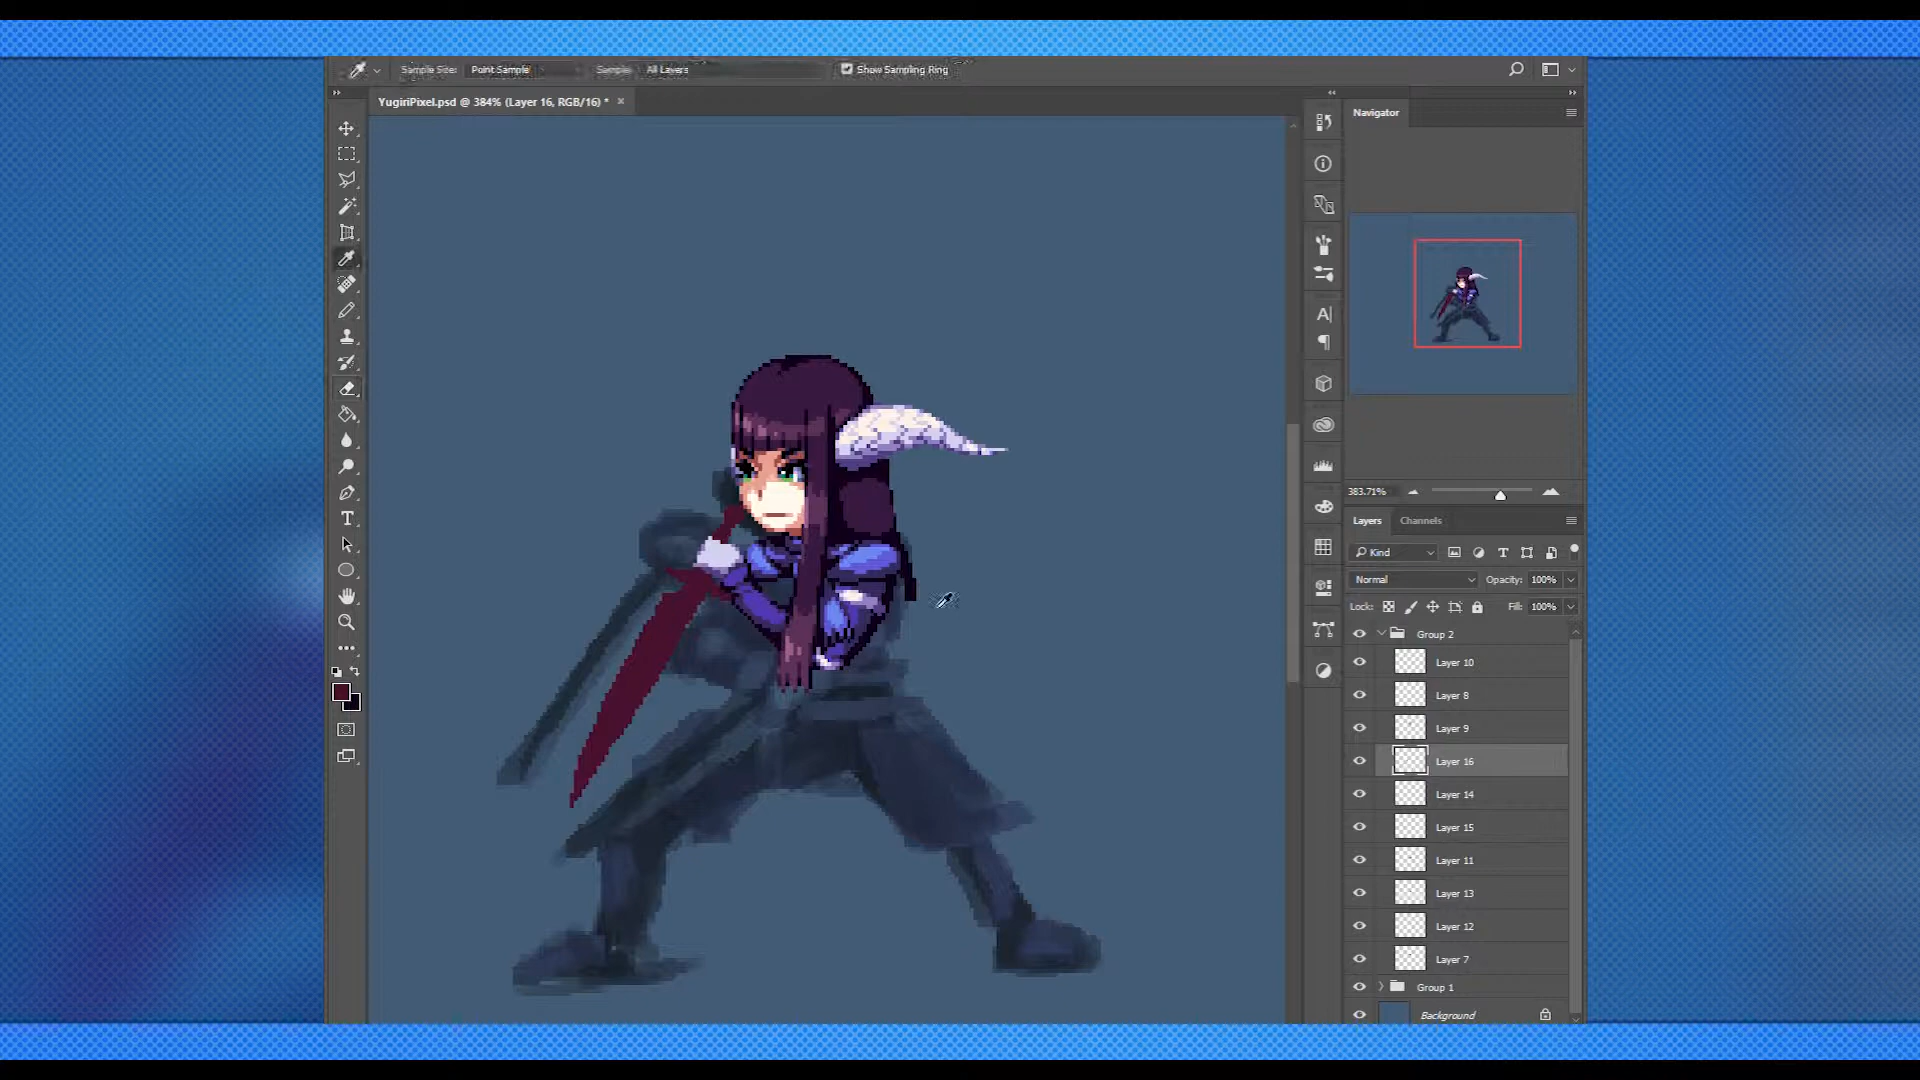 Sample Size: Point Sample Sample: All Layers Show Sampling Ring
YugiriPixel.psd @ 384% (Layer 16, RGB/16) * ×
Navigator
383.71%
Layers Channels
Kind
Normal Opacity: 100%
Lock: Fill: 100%
Group 2
Layer 10
Layer 8
Layer 9
Layer 16
Layer 14
Layer 15
Layer 11
Layer 13
Layer 12
Layer 7
Group 1
Background